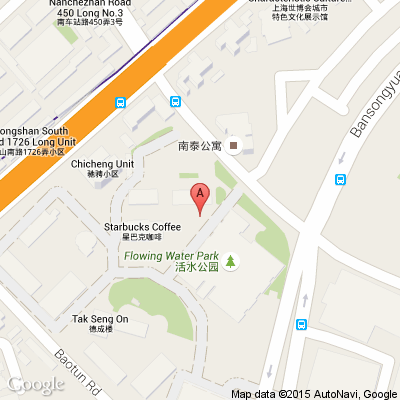 Nanchezhan Road
450 Long No.3
南车站路450弄3号
上海世博会城市
特色文化展示馆
Bansongyua
ongshan South
d 1726 Long Unit
山南路1726弄小区
南泰公寓
Chicheng Unit
A
Starbucks Coffee
星巴克咖啡
Flowing Water Park
活水公园
Tak Seng On
德成楼
Baotun Rd
Google
Map data ©2015 AutoNavi, Google